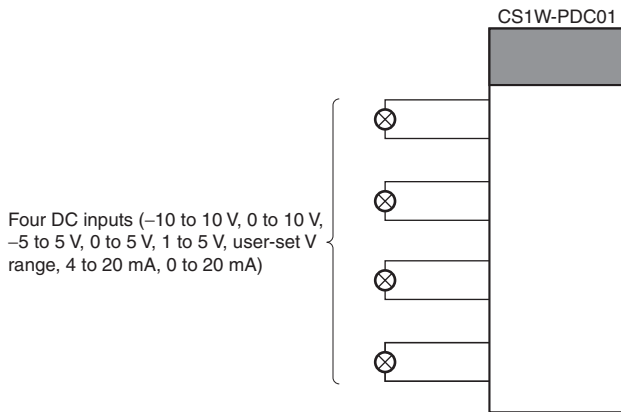 CS1W-PDC01
Four DC inputs (–10 to 10 V, 0 to 10 V,
–5 to 5 V, 0 to 5 V, 1 to 5 V, user-set V
range, 4 to 20 mA, 0 to 20 mA)